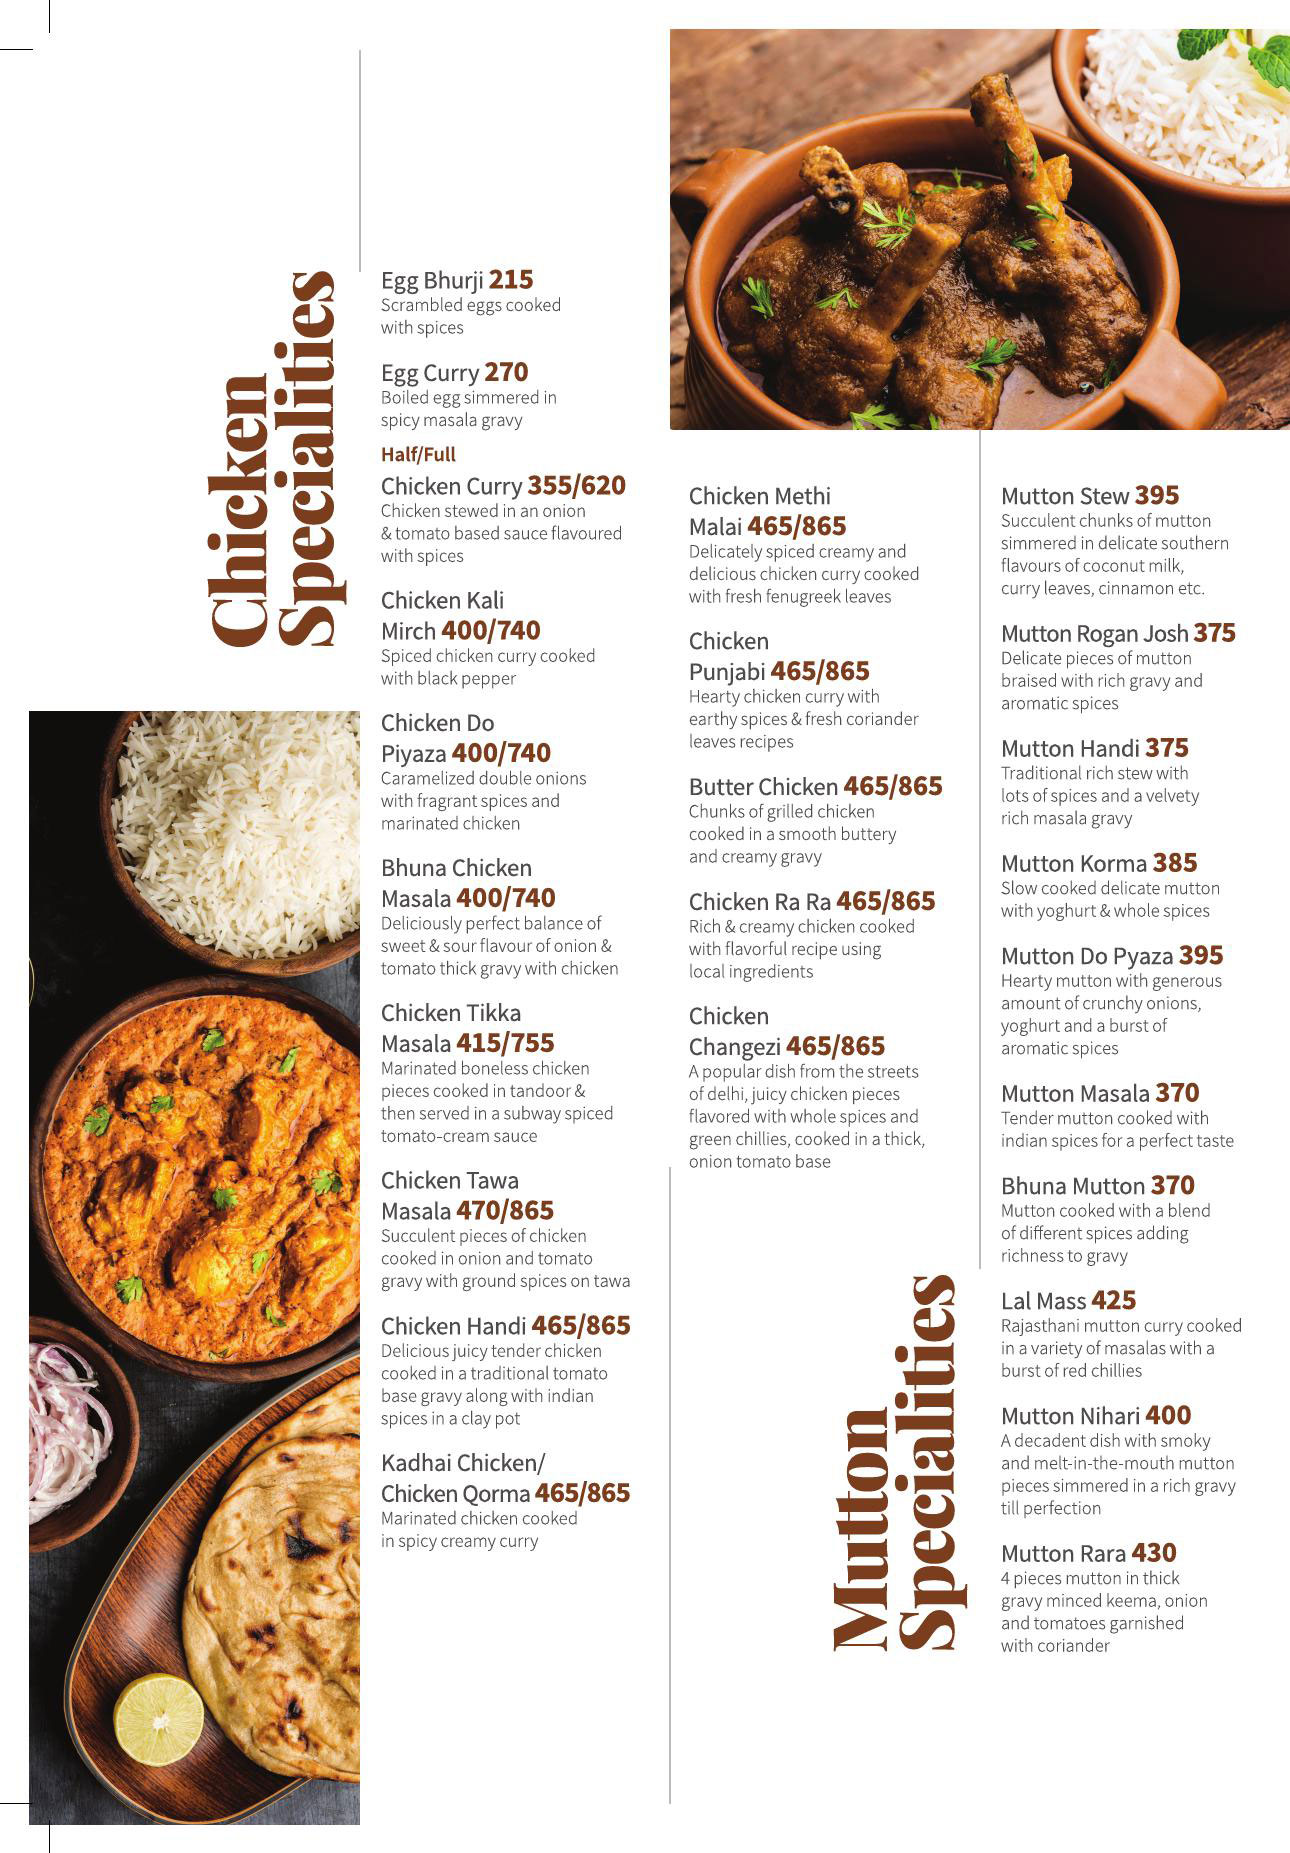 Chicken
Specialities
Egg Bhurji 215
Scrambled eggs cooked
with spices
Egg Curry 270
Boiled egg simmered in
spicy masala gravy
Half/Full
Chicken Curry 355/620
Chicken stewed in an onion
& tomato based sauce flavoured
with spices
Chicken Kali
Mirch 400/740
Spiced chicken curry cooked
with black pepper
Chicken Do
Piyaza 400/740
Caramelized double onions
with fragrant spices and
marinated chicken
Bhuna Chicken
Masala 400/740
Deliciously perfect balance of
sweet & sour flavour of onion &
tomato thick gravy with chicken
Chicken Tikka
Masala 415/755
Marinated boneless chicken
pieces cooked in tandoor &
then served in a subway spiced
tomato-cream sauce
Chicken Tawa
Masala 470/865
Succulent pieces of chicken
cooked in onion and tomato
gravy with ground spices on tawa
Chicken Handi 465/865
Delicious juicy tender chicken
cooked in a traditional tomato
base gravy along with indian
spices in a clay pot
Kadhai Chicken/
Chicken Qorma 465/865
Marinated chicken cooked
in spicy creamy curry
Chicken Methi
Malai 465/865
Delicately spiced creamy and
delicious chicken curry cooked
with fresh fenugreek leaves
Chicken
Punjabi 465/865
Hearty chicken curry with
earthy spices & fresh coriander
leaves recipes
Butter Chicken 465/865
Chunks of grilled chicken
cooked in a smooth buttery
and creamy gravy
Chicken Ra Ra 465/865
Rich & creamy chicken cooked
with flavorful recipe using
local ingredients
Chicken
Changezi 465/865
A popular dish from the streets
of delhi, juicy chicken pieces
flavored with whole spices and
green chillies, cooked in a thick,
onion tomato base
Mutton
Specialities
Mutton Stew 395
Succulent chunks of mutton
simmered in delicate southern
flavours of coconut milk,
curry leaves, cinnamon etc.
Mutton Rogan Josh 375
Delicate pieces of mutton
braised with rich gravy and
aromatic spices
Mutton Handi 375
Traditional rich stew with
lots of spices and a velvety
rich masala gravy
Mutton Korma 385
Slow cooked delicate mutton
with yoghurt & whole spices
Mutton Do Pyaza 395
Hearty mutton with generous
amount of crunchy onions,
yoghurt and a burst of
aromatic spices
Mutton Masala 370
Tender mutton cooked with
indian spices for a perfect taste
Bhuna Mutton 370
Mutton cooked with a blend
of different spices adding
richness to gravy
Lal Mass 425
Rajasthani mutton curry cooked
in a variety of masalas with a
burst of red chillies
Mutton Nihari 400
A decadent dish with smoky
and melt-in-the-mouth mutton
pieces simmered in a rich gravy
till perfection
Mutton Rara 430
4 pieces mutton in thick
gravy minced keema, onion
and tomatoes garnished
with coriander